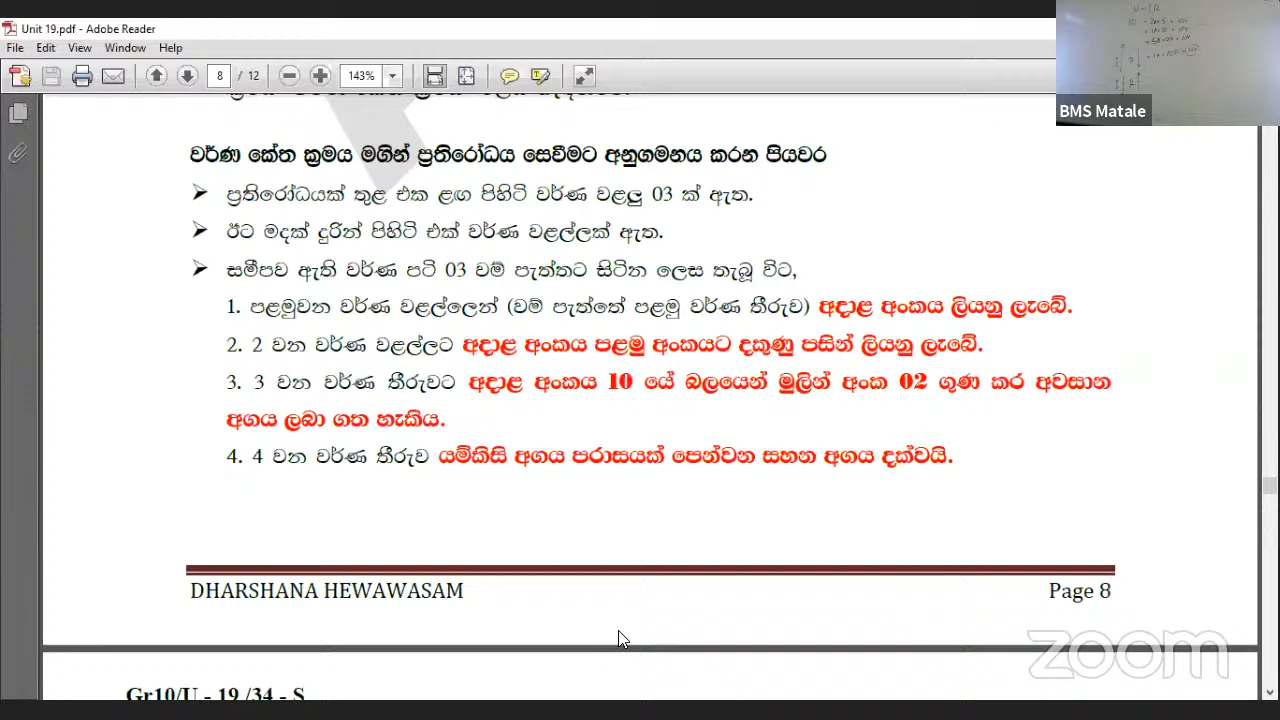 Unit 19.pdf - Adobe Reader
File Edit View Window Help
8 / 12 143%
BMS Matale
වර්ණ කේත ක්‍රමය මගින් ප්‍රතිරෝධය සෙවීමට අනුගමනය කරන පියවර
➢ ප්‍රතිරෝධයක් තුළ එක ළඟ පිහිටි වර්ණ වළලු 03 ක් ඇත.
➢ ඊට මදක් දුරින් පිහිටි එක් වර්ණ වළල්ලක් ඇත.
➢ සමීපව ඇති වර්ණ පටි 03 වම් පැත්තට සිටින ලෙස තැබූ විට,
1. පළමුවන වර්ණ වළල්ලෙන් (වම් පැත්තේ පළමු වර්ණ තීරුව) අදාළ අංකය ලියනු ලැබේ.
2. 2 වන වර්ණ වළල්ලට අදාළ අංකය පළමු අංකයට දකුණු පසින් ලියනු ලැබේ.
3. 3 වන වර්ණ තීරුවට අදාළ අංකය 10 යේ බලයෙන් මුලින් අංක 02 ගුණ කර අවසාන
අගය ලබා ගත හැකිය.
4. 4 වන වර්ණ තීරුව යම්කිසි අගය පරාසයක් පෙන්වන සහන අගය දක්වයි.
DHARSHANA HEWAWASAM Page 8
zoom
Gr10/U - 19 /34 - S